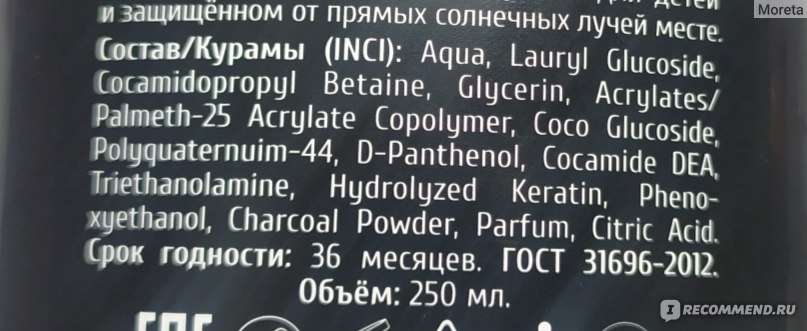 Moreta
и защищённом от прямых солнечных лучей месте.
Состав/Курамы (INCI): Aqua, Lauryl Glucoside,
Cocamidopropyl Betaine, Glycerin, Acrylates/
Palmeth-25 Acrylate Copolymer, Coco Glucoside,
Polyquaternuim-44, D-Panthenol, Cocamide DEA,
Triethanolamine, Hydrolyzed Keratin, Pheno-
xyethanol, Charcoal Powder, Parfum, Citric Acid.
Срок годности: 36 месяцев. ГОСТ 31696-2012.
Объём: 250 мл.
I RECOMMEND.RU